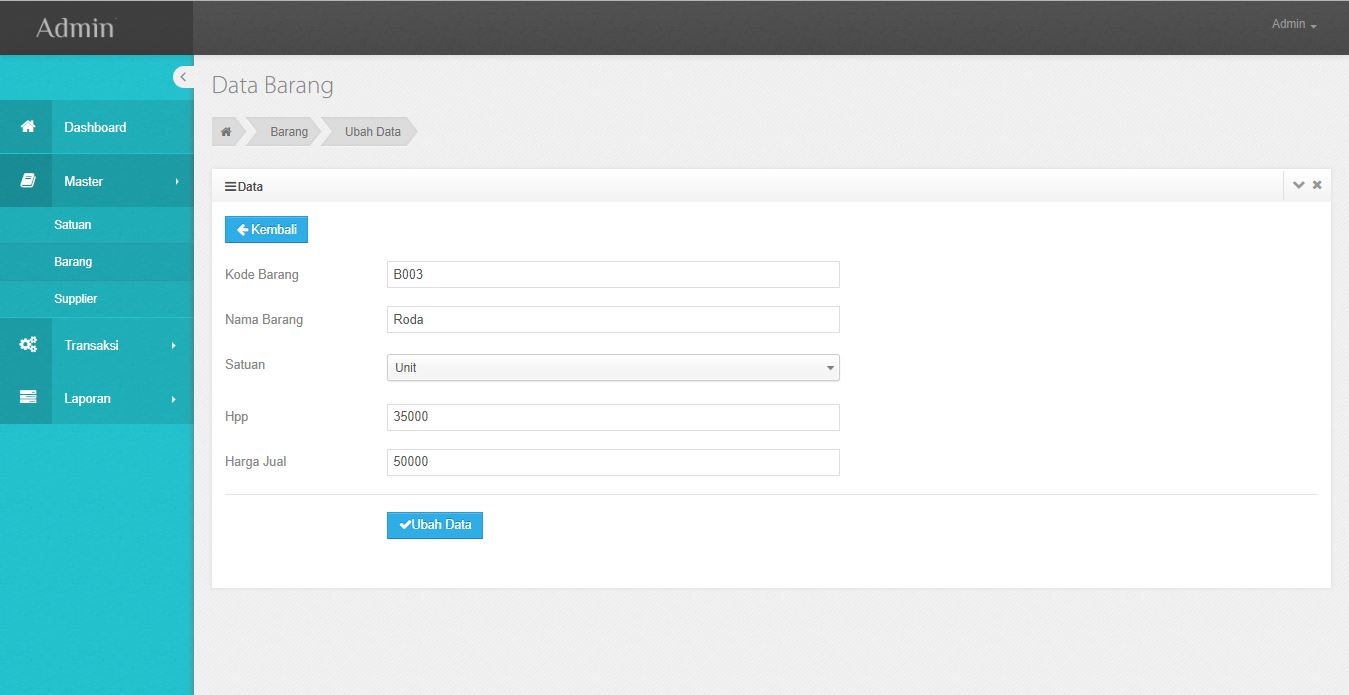 Admin
Admin
Dashboard
Master
Satuan
Barang
Supplier
Transaksi
Laporan
Data Barang
Barang
Ubah Data
Data
Kembali
Kode Barang
B003
Nama Barang
Roda
Satuan
Unit
Hpp
35000
Harga Jual
50000
Ubah Data